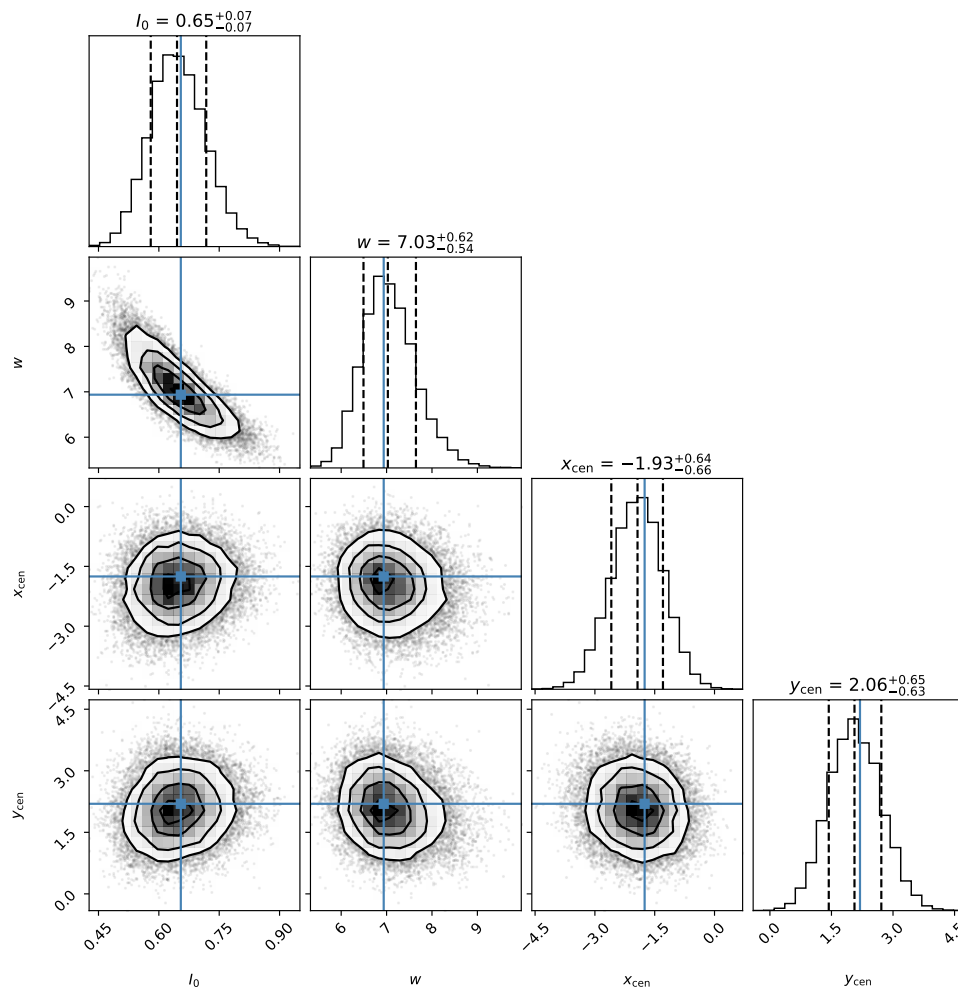 I₀ = 0.65⁺⁰·⁰⁷₋₀.₀₇
w = 7.03⁺⁰·⁶²₋₀.₅₄
9
8
7
6
w
x_cen = −1.93⁺⁰·⁶⁴₋₀.₆₆
0.0
−1.5
−3.0
−4.5
x_cen
y_cen = 2.06⁺⁰·⁶⁵₋₀.₆₃
4.5
3.0
1.5
0.0
y_cen
0.45 0.60 0.75 0.90 6 7 8 9 −4.5 −3.0 −1.5 0.0 0.0 1.5 3.0 4.5
I₀ w x_cen y_cen